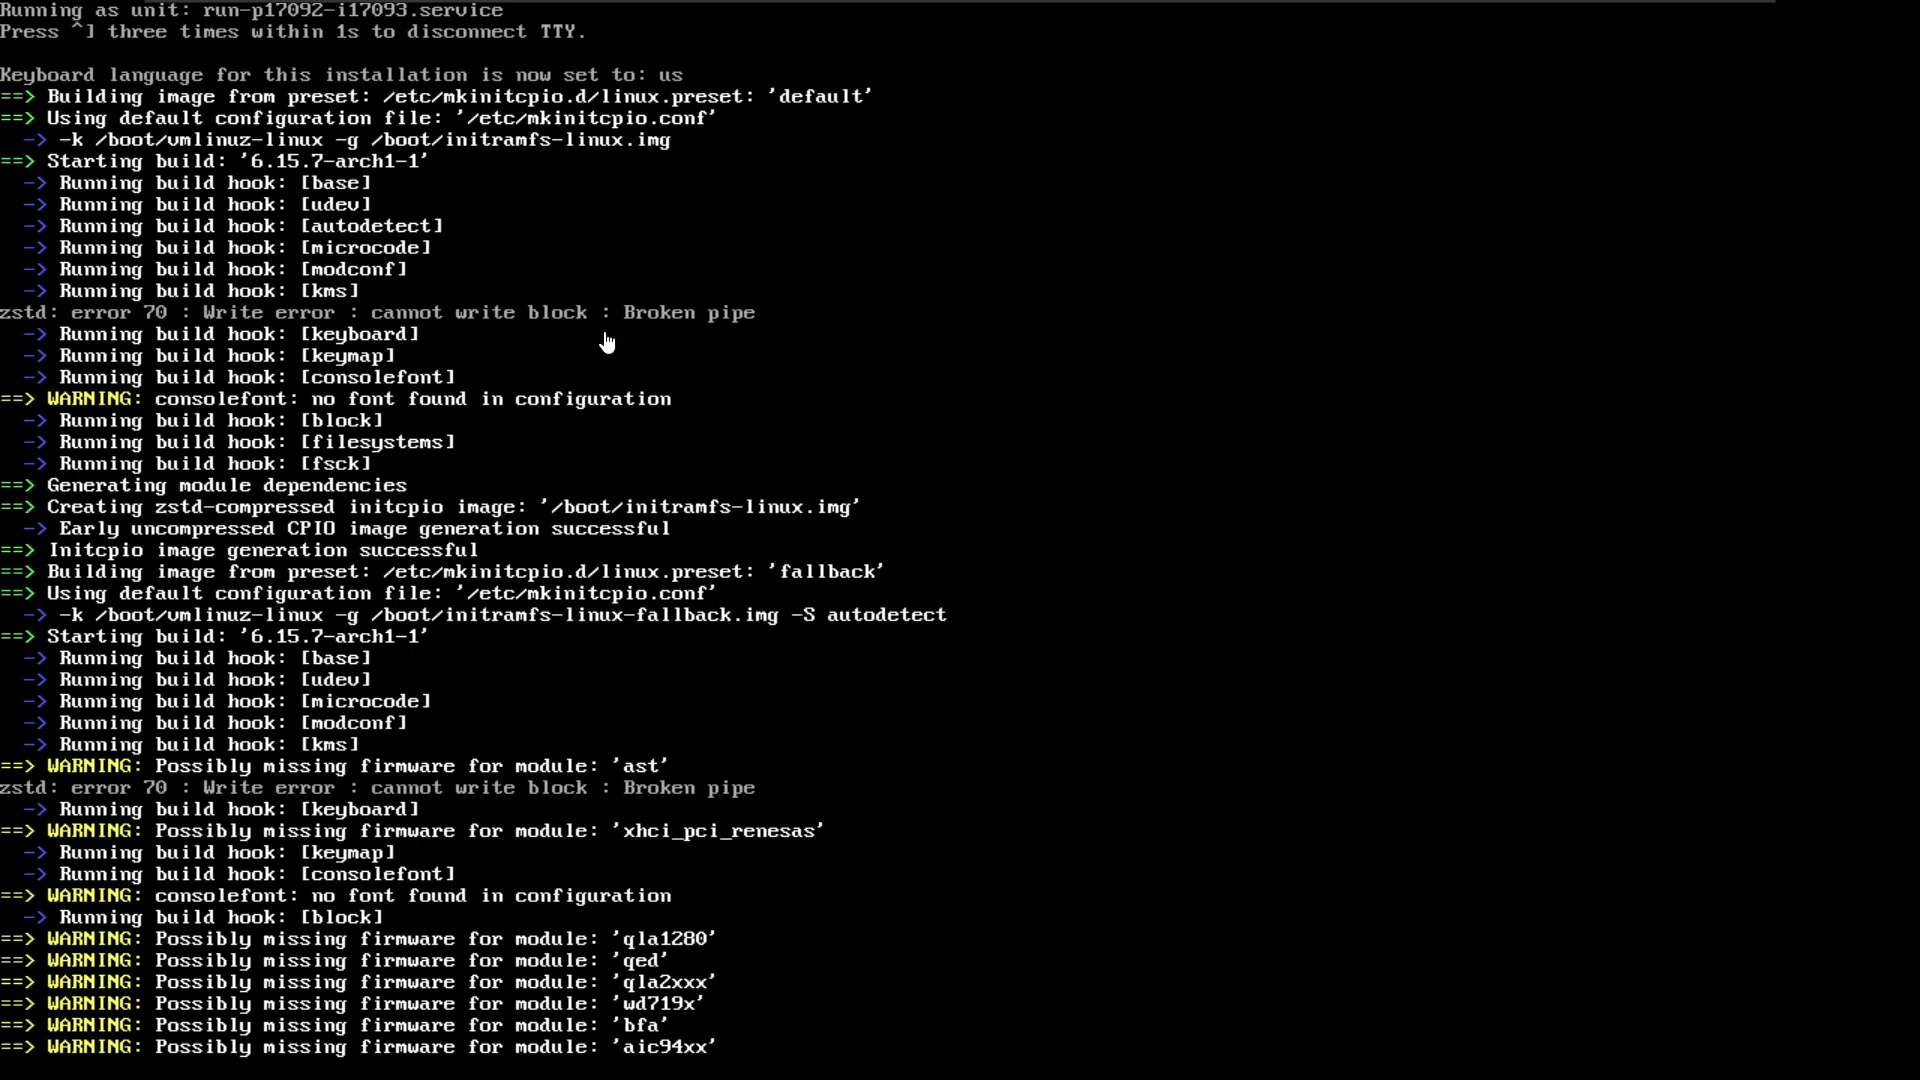 Running as unit: run-p17092-i17093.service
Press ^] three times within 1s to disconnect TTY.
Keyboard language for this installation is now set to: us
==> Building image from preset: /etc/mkinitcpio.d/linux.preset: 'default'
==> Using default configuration file: '/etc/mkinitcpio.conf'
  -> -k /boot/vmlinuz-linux -g /boot/initramfs-linux.img
==> Starting build: '6.15.7-arch1-1'
  -> Running build hook: [base]
  -> Running build hook: [udev]
  -> Running build hook: [autodetect]
  -> Running build hook: [microcode]
  -> Running build hook: [modconf]
  -> Running build hook: [kms]
zstd: error 70 : Write error : cannot write block : Broken pipe
  -> Running build hook: [keyboard]
  -> Running build hook: [keymap]
  -> Running build hook: [consolefont]
==> WARNING: consolefont: no font found in configuration
  -> Running build hook: [block]
  -> Running build hook: [filesystems]
  -> Running build hook: [fsck]
==> Generating module dependencies
==> Creating zstd-compressed initcpio image: '/boot/initramfs-linux.img'
  -> Early uncompressed CPIO image generation successful
==> Initcpio image generation successful
==> Building image from preset: /etc/mkinitcpio.d/linux.preset: 'fallback'
==> Using default configuration file: '/etc/mkinitcpio.conf'
  -> -k /boot/vmlinuz-linux -g /boot/initramfs-linux-fallback.img -S autodetect
==> Starting build: '6.15.7-arch1-1'
  -> Running build hook: [base]
  -> Running build hook: [udev]
  -> Running build hook: [microcode]
  -> Running build hook: [modconf]
  -> Running build hook: [kms]
==> WARNING: Possibly missing firmware for module: 'ast'
zstd: error 70 : Write error : cannot write block : Broken pipe
  -> Running build hook: [keyboard]
==> WARNING: Possibly missing firmware for module: 'xhci_pci_renesas'
  -> Running build hook: [keymap]
  -> Running build hook: [consolefont]
==> WARNING: consolefont: no font found in configuration
  -> Running build hook: [block]
==> WARNING: Possibly missing firmware for module: 'qla1280'
==> WARNING: Possibly missing firmware for module: 'qed'
==> WARNING: Possibly missing firmware for module: 'qla2xxx'
==> WARNING: Possibly missing firmware for module: 'wd719x'
==> WARNING: Possibly missing firmware for module: 'bfa'
==> WARNING: Possibly missing firmware for module: 'aic94xx'